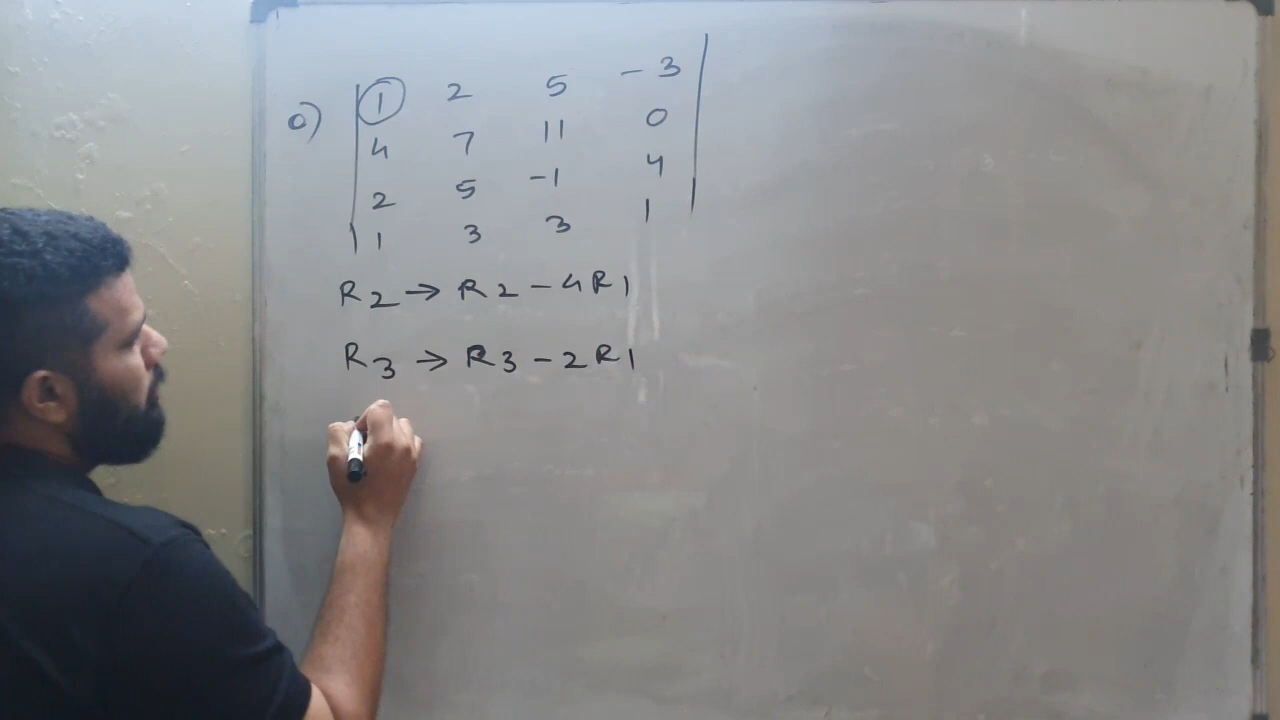 c) | 1 2 5 -3 |
4 7 11 0
2 5 -1 4
1 3 3 1
R2 → R2 - 4R1
R3 → R3 - 2R1